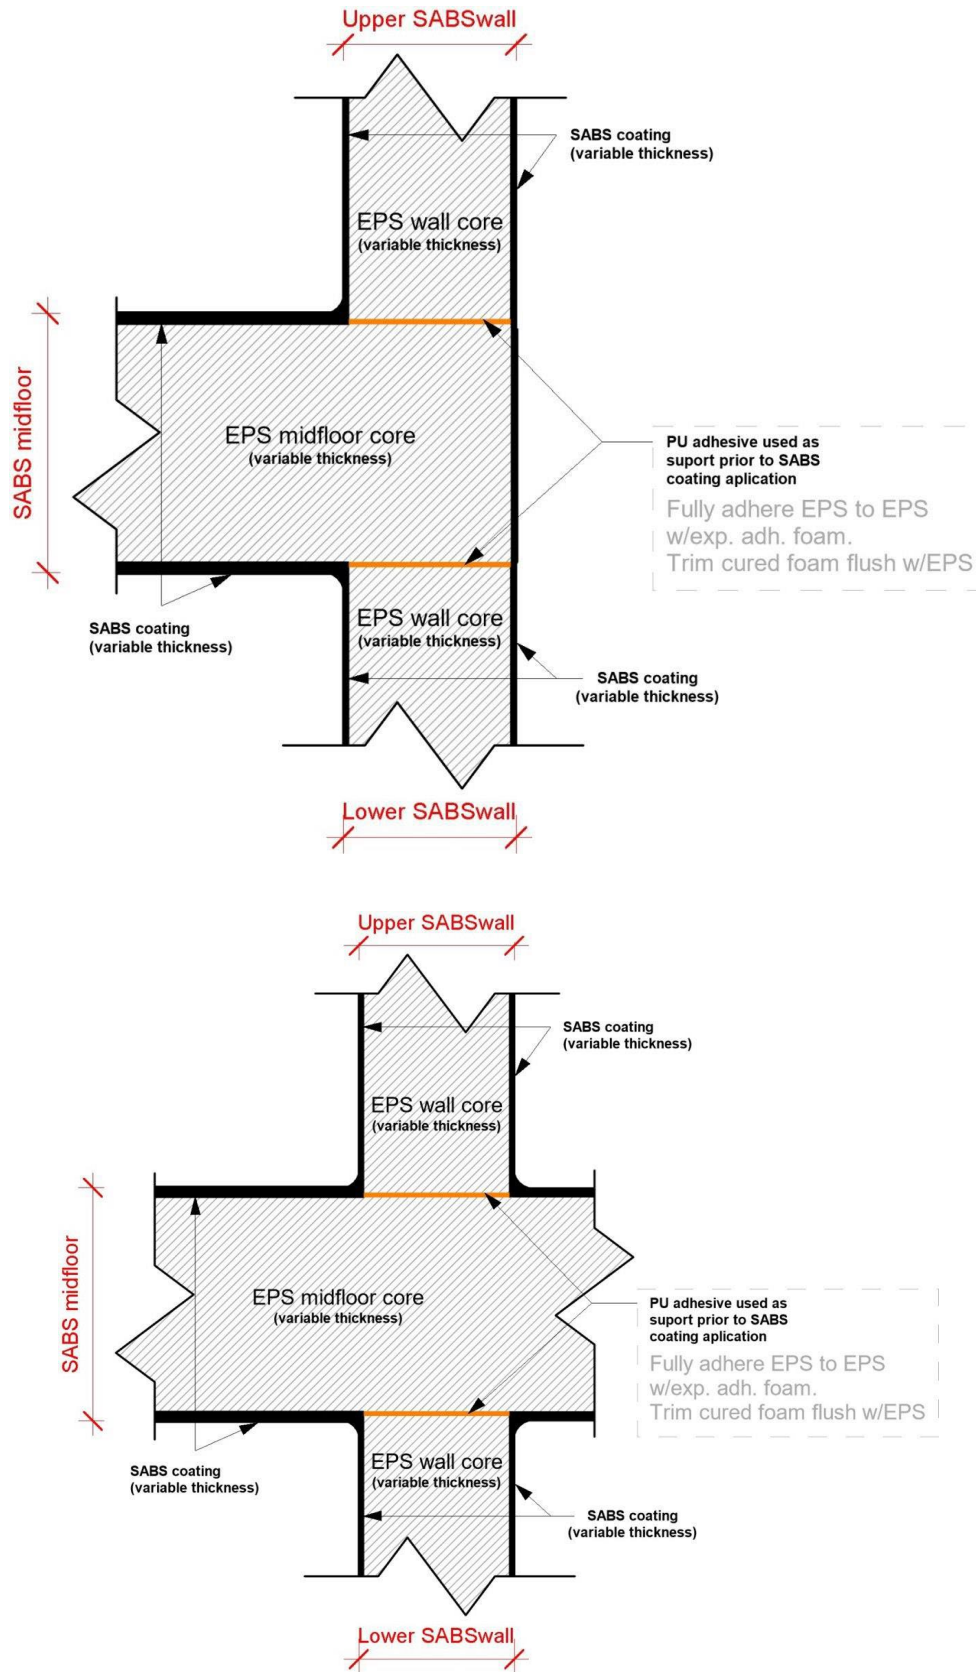 Upper SABSwall
SABS coating
(variable thickness)
EPS wall core
(variable thickness)
SABS midfloor
EPS midfloor core
(variable thickness)
PU adhesive used as
suport prior to SABS
coating aplication
Fully adhere EPS to EPS
w/exp. adh. foam.
Trim cured foam flush w/EPS
EPS wall core
(variable thickness)
SABS coating
(variable thickness)
SABS coating
(variable thickness)
Lower SABSwall
Upper SABSwall
SABS coating
(variable thickness)
EPS wall core
(variable thickness)
SABS midfloor
EPS midfloor core
(variable thickness)
PU adhesive used as
suport prior to SABS
coating aplication
Fully adhere EPS to EPS
w/exp. adh. foam.
Trim cured foam flush w/EPS
EPS wall core
(variable thickness)
SABS coating
(variable thickness)
SABS coating
(variable thickness)
Lower SABSwall